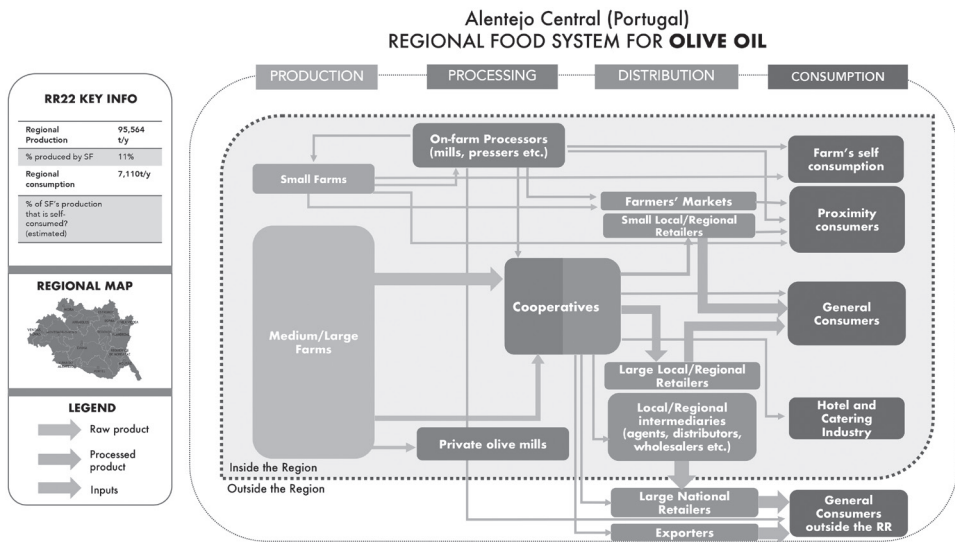 Alentejo Central (Portugal)
REGIONAL FOOD SYSTEM FOR OLIVE OIL
PRODUCTION
PROCESSING
DISTRIBUTION
CONSUMPTION
RR22 KEY INFO
Regional
Production
95,564
t/y
% produced by SF
11%
Regional
consumption
7,110t/y
% of SF's production
that is self-
consumed?
(estimated)
REGIONAL MAP
LEGEND
Raw product
Processed
product
Inputs
On-farm Processors
(mills, pressers etc.)
Small Farms
Farm's self
consumption
Farmers' Markets
Small Local/Regional
Retailers
Proximity
consumers
Medium/Large
Farms
Cooperatives
General
Consumers
Large Local/Regional
Retailers
Local/Regional
intermediaries
(agents, distributors,
wholesalers etc.)
Hotel and
Catering
Industry
Private olive mills
Inside the Region
Outside the Region
Large National
Retailers
Exporters
General
Consumers
outside the RR